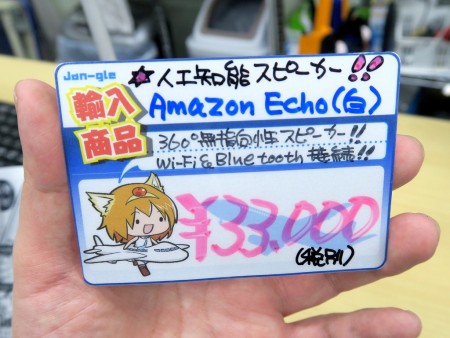 Jan-gle
☆人工知能スピーカー!!
輸入
商品
Amazon Echo(白)
360°無指向性スピーカー!!
Wi-Fi & Bluetooth接続!!
¥33,000
(税別)